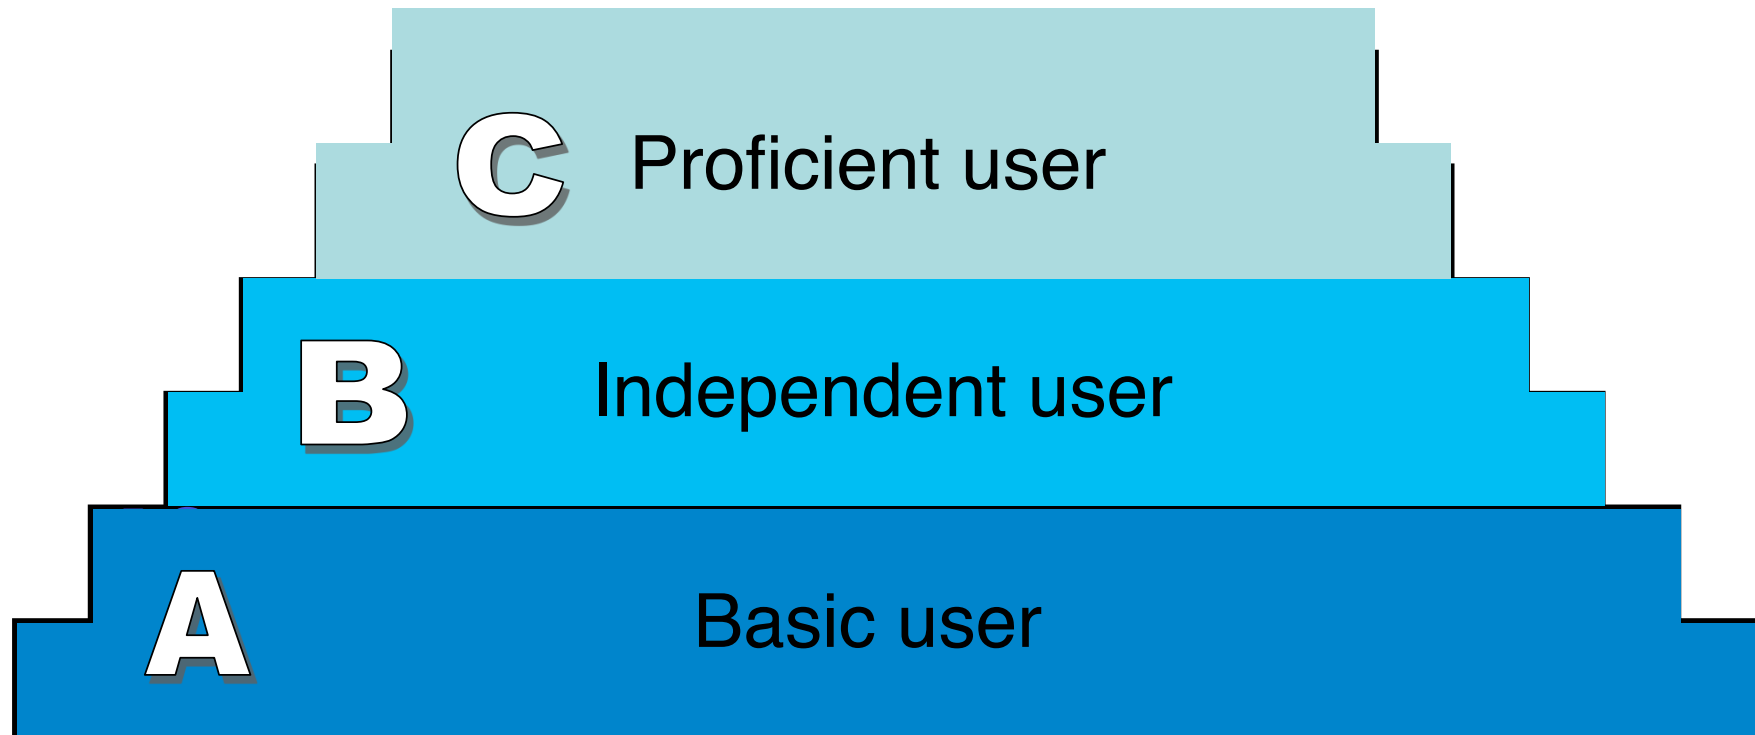 C Proficient user
B Independent user
A Basic user